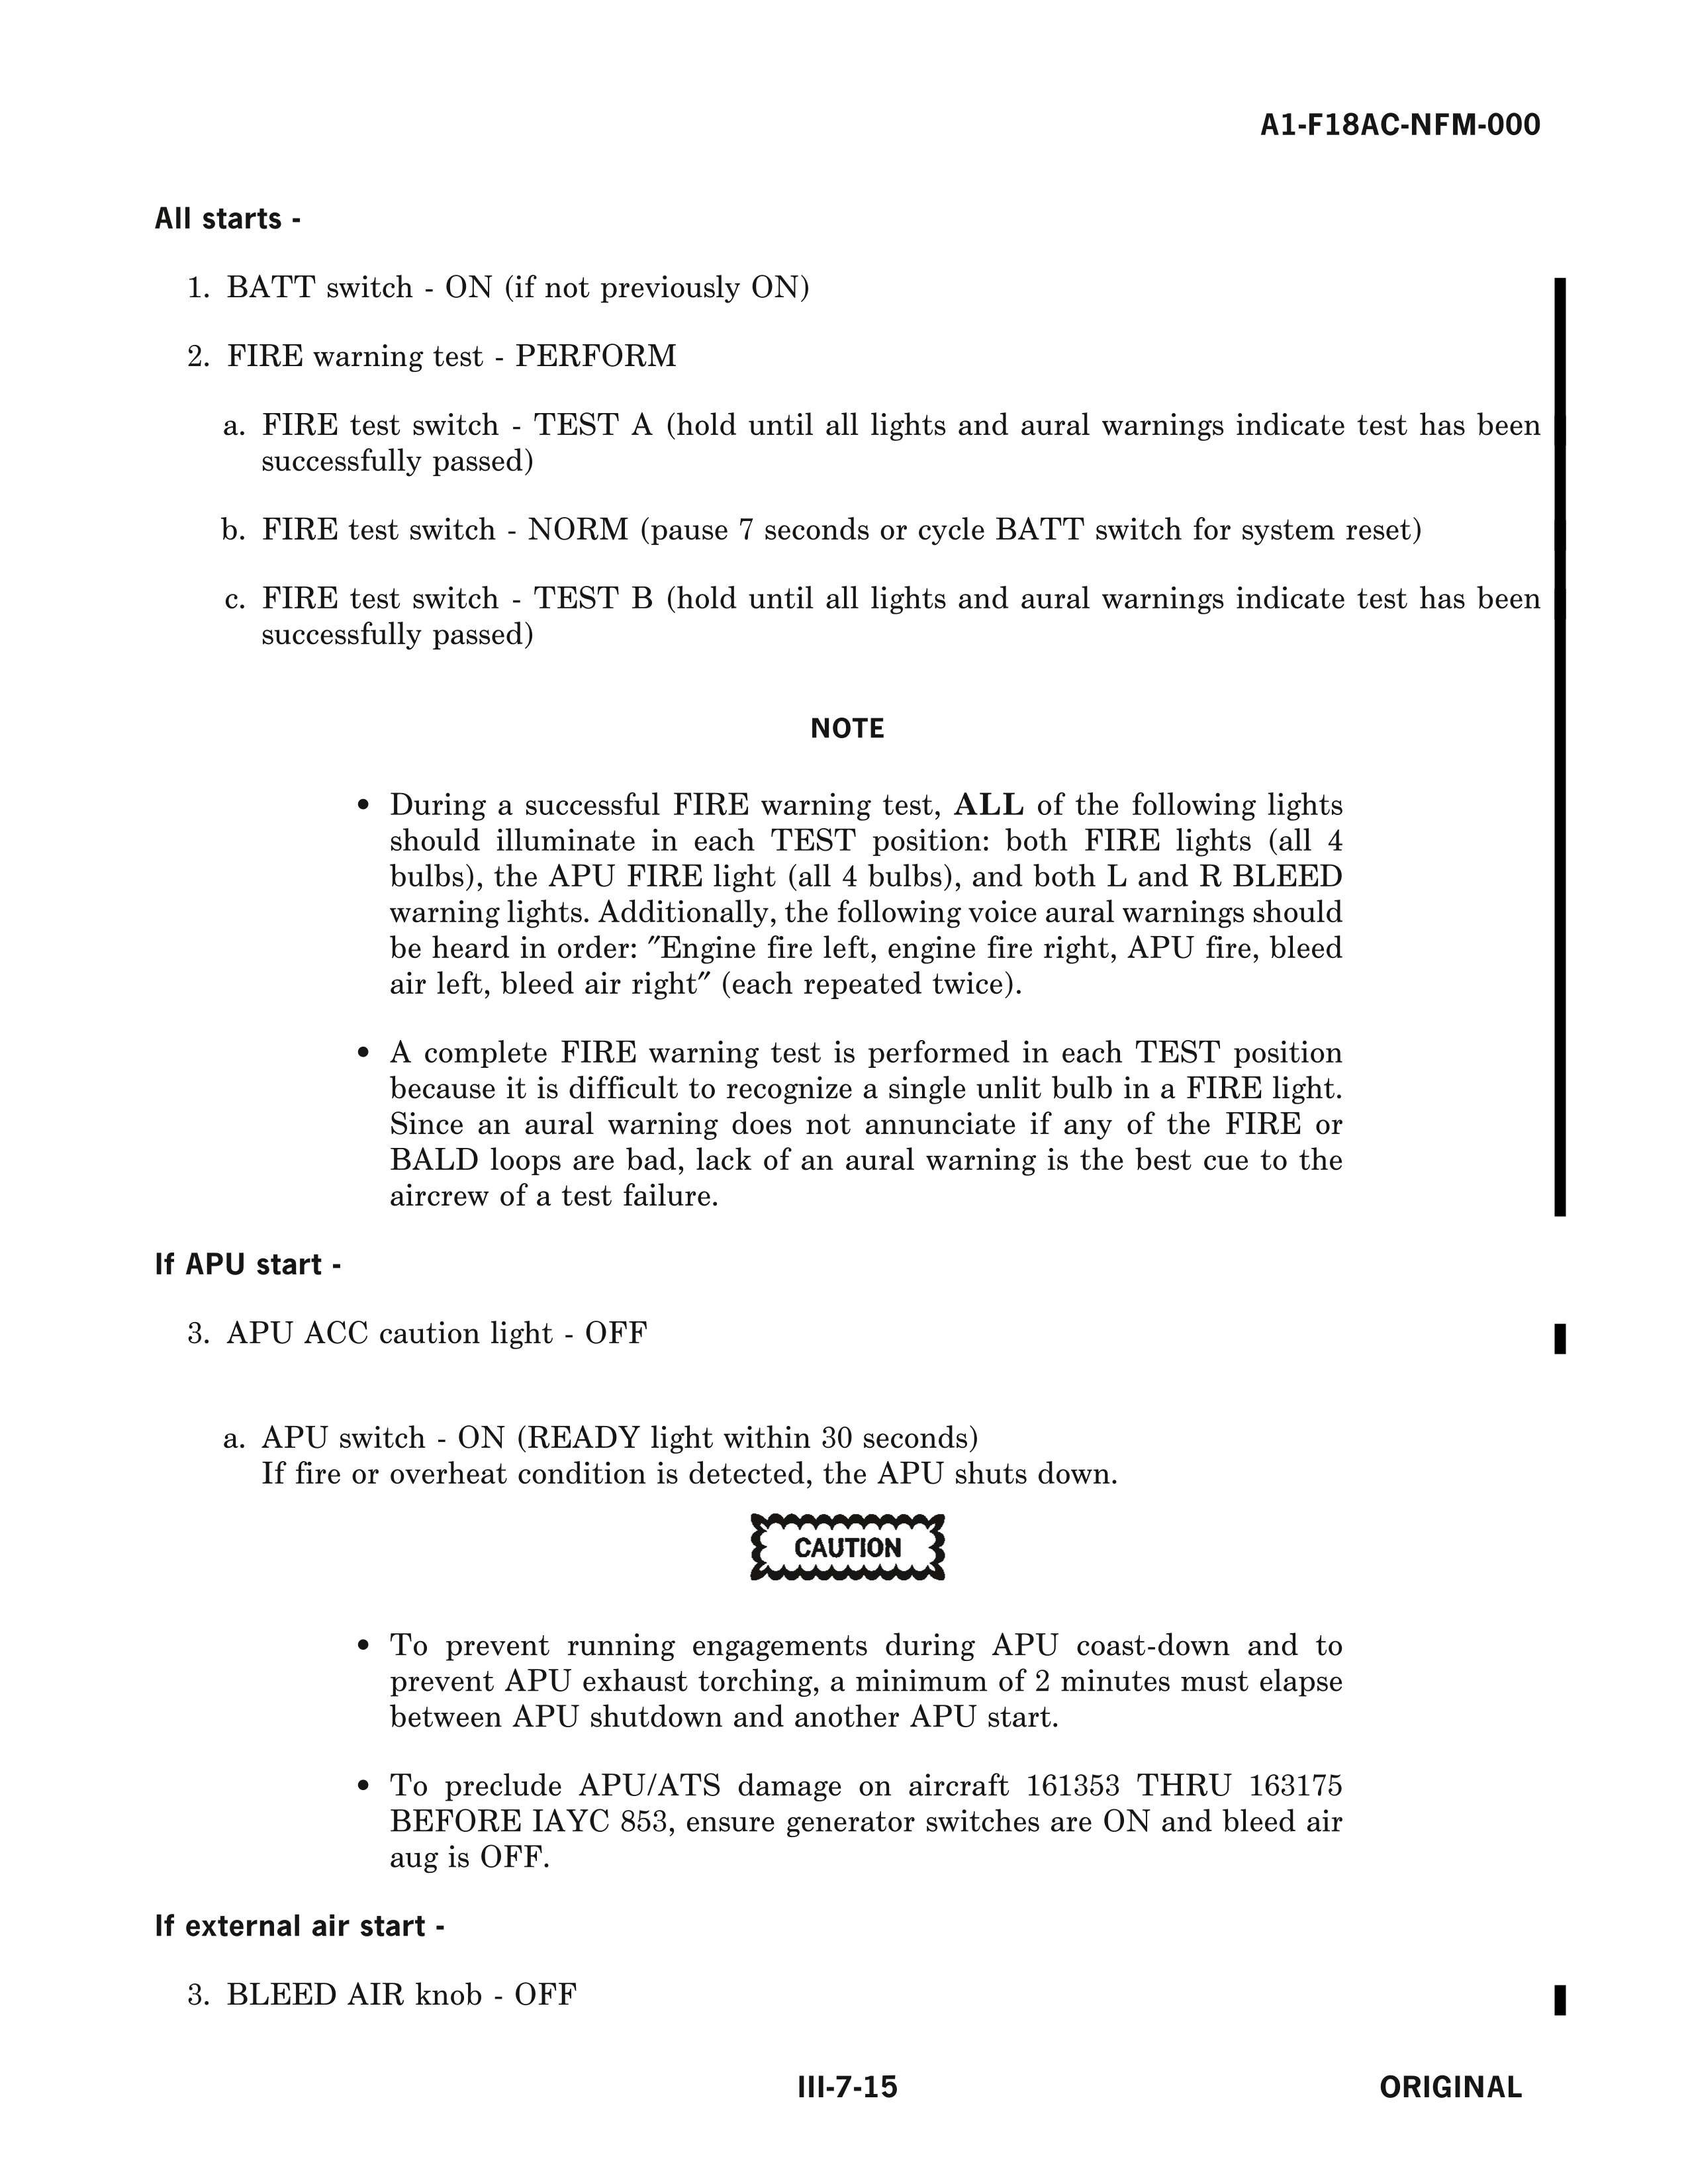 A1-F18AC-NFM-000
All starts -
1. BATT switch - ON (if not previously ON)
2. FIRE warning test - PERFORM
a. FIRE test switch - TEST A (hold until all lights and aural warnings indicate test has been
successfully passed)
b. FIRE test switch - NORM (pause 7 seconds or cycle BATT switch for system reset)
c. FIRE test switch - TEST B (hold until all lights and aural warnings indicate test has been
successfully passed)
NOTE
• During a successful FIRE warning test, ALL of the following lights
should illuminate in each TEST position: both FIRE lights (all 4
bulbs), the APU FIRE light (all 4 bulbs), and both L and R BLEED
warning lights. Additionally, the following voice aural warnings should
be heard in order: ″Engine fire left, engine fire right, APU fire, bleed
air left, bleed air right″ (each repeated twice).
• A complete FIRE warning test is performed in each TEST position
because it is difficult to recognize a single unlit bulb in a FIRE light.
Since an aural warning does not annunciate if any of the FIRE or
BALD loops are bad, lack of an aural warning is the best cue to the
aircrew of a test failure.
If APU start -
3. APU ACC caution light - OFF
a. APU switch - ON (READY light within 30 seconds)
If fire or overheat condition is detected, the APU shuts down.
CAUTION
• To prevent running engagements during APU coast-down and to
prevent APU exhaust torching, a minimum of 2 minutes must elapse
between APU shutdown and another APU start.
• To preclude APU/ATS damage on aircraft 161353 THRU 163175
BEFORE IAYC 853, ensure generator switches are ON and bleed air
aug is OFF.
If external air start -
3. BLEED AIR knob - OFF
III-7-15
ORIGINAL